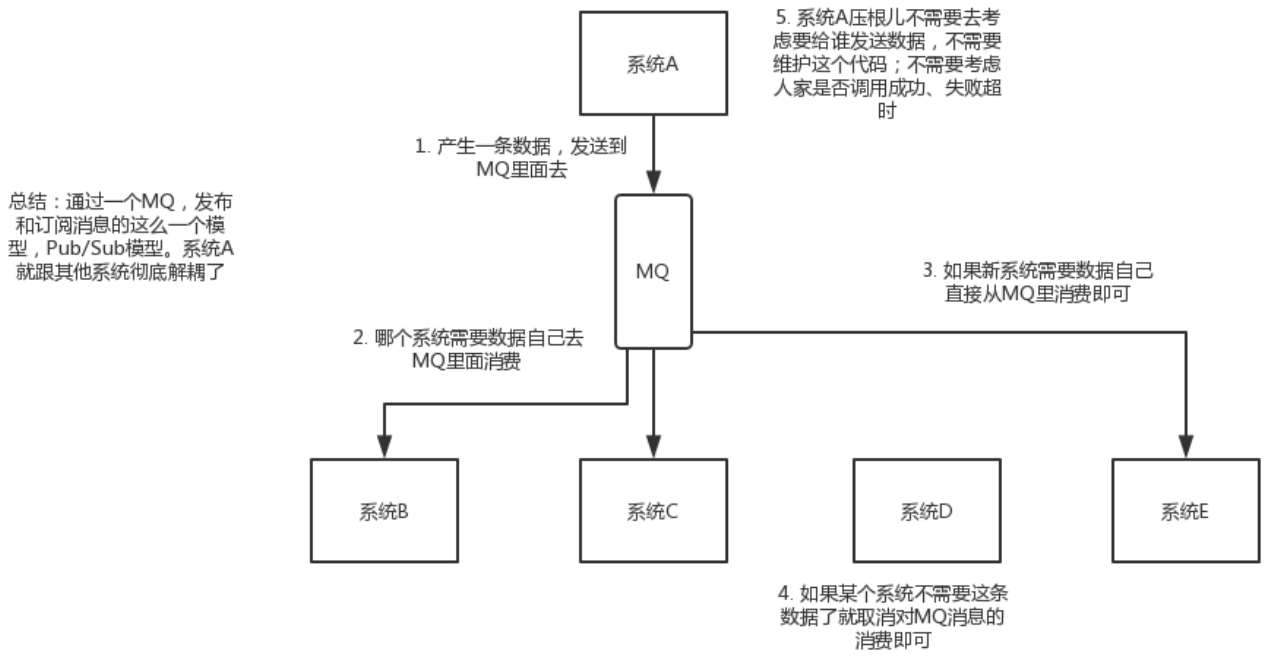 系统A
5. 系统A压根儿不需要去考
虑要给谁发送数据，不需要
维护这个代码；不需要考虑
人家是否调用成功、失败超
时
1. 产生一条数据，发送到
MQ里面去
总结：通过一个MQ，发布
和订阅消息的这么一个模
型，Pub/Sub模型。系统A
就跟其他系统彻底解耦了
MQ
3. 如果新系统需要数据自己
直接从MQ里消费即可
2. 哪个系统需要数据自己去
MQ里面消费
系统B
系统C
系统D
系统E
4. 如果某个系统不需要这条
数据了就取消对MQ消息的
消费即可